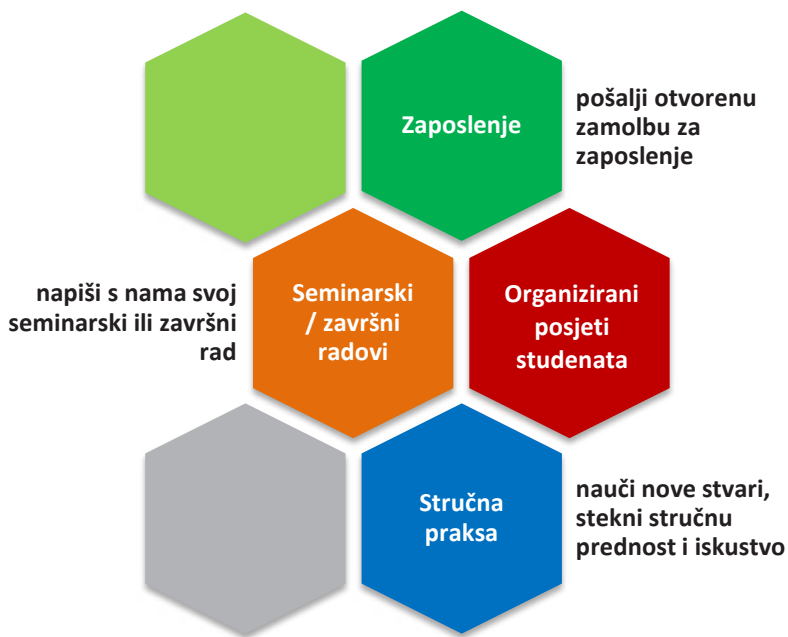 Zaposlenje
pošalji otvorenu
zamolbu za
zaposlenje
napiši s nama svoj
seminarski ili završni
rad
Seminarski
/ završni
radovi
Organizirani
posjeti
studenata
Stručna
praksa
nauči nove stvari,
stekni stručnu
prednost i iskustvo